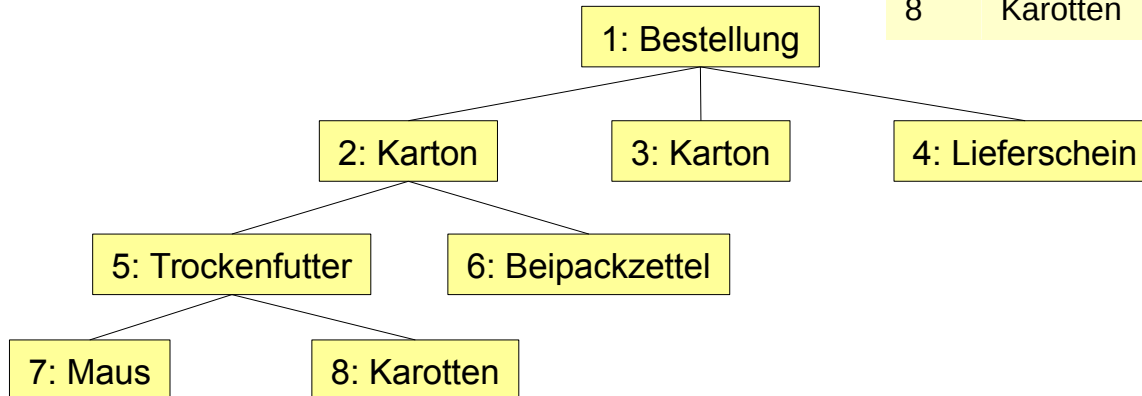 8 Karotten
1: Bestellung
2: Karton
3: Karton
4: Lieferschein
5: Trockenfutter
6: Beipackzettel
7: Maus
8: Karotten